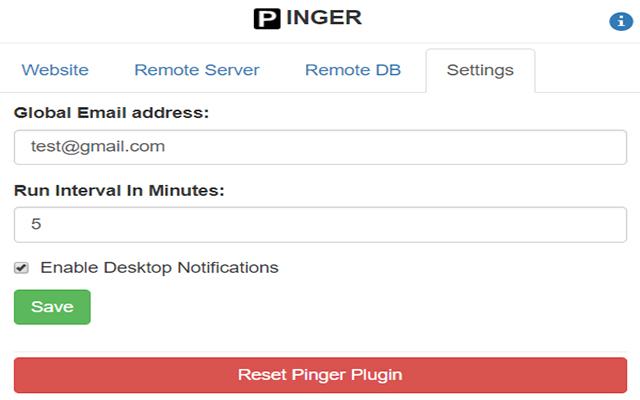 P INGER
i
Website Remote Server Remote DB Settings
Global Email address:
test@gmail.com
Run Interval In Minutes:
5
Enable Desktop Notifications
Save
Reset Pinger Plugin